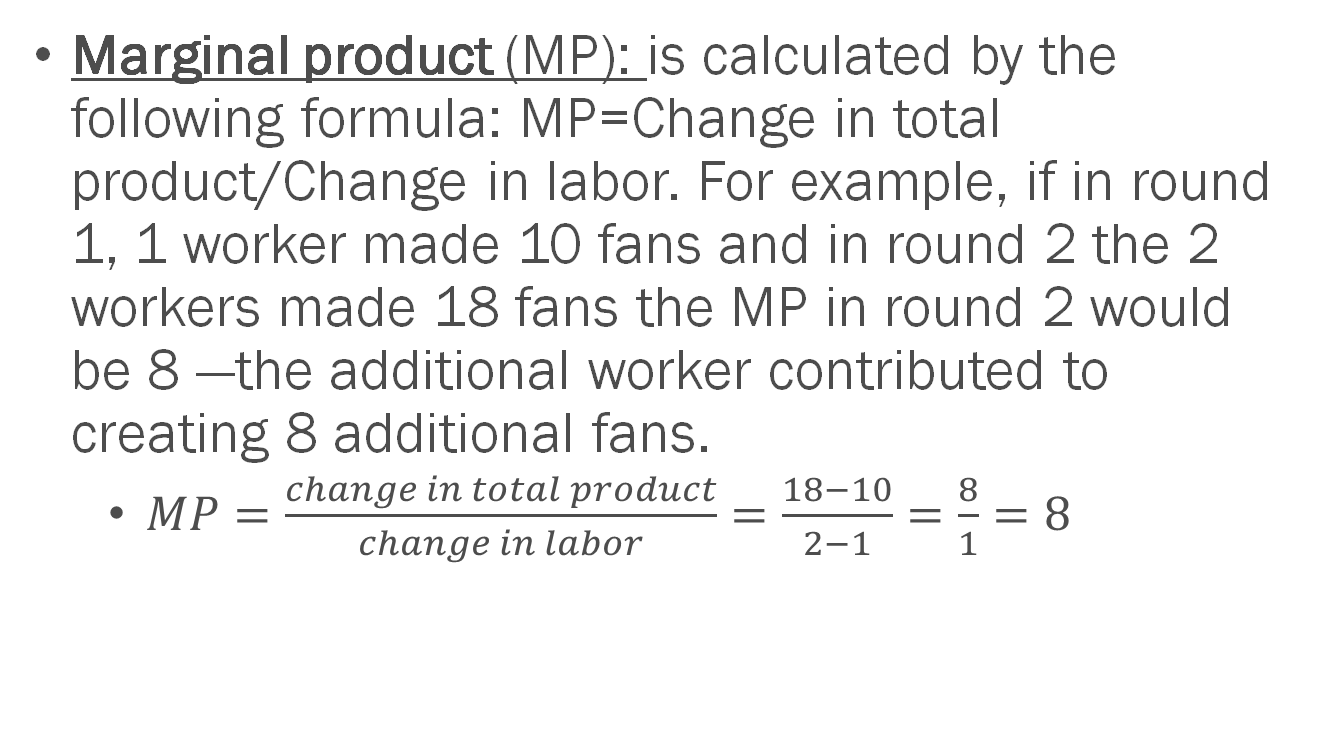 • Marginal product (MP): is calculated by the
following formula: MP=Change in total
product/Change in labor. For example, if in round
1, 1 worker made 10 fans and in round 2 the 2
workers made 18 fans the MP in round 2 would
be 8 —the additional worker contributed to
creating 8 additional fans.
• MP = change in total product / change in labor = 18−10 / 2−1 = 8/1 = 8